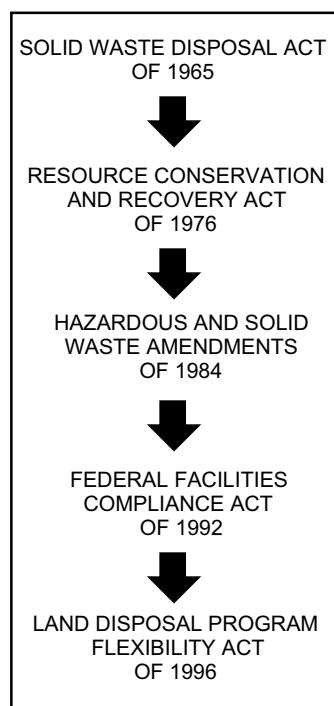 SOLID WASTE DISPOSAL ACT
OF 1965
RESOURCE CONSERVATION
AND RECOVERY ACT
OF 1976
HAZARDOUS AND SOLID
WASTE AMENDMENTS
OF 1984
FEDERAL FACILITIES
COMPLIANCE ACT
OF 1992
LAND DISPOSAL PROGRAM
FLEXIBILITY ACT
OF 1996